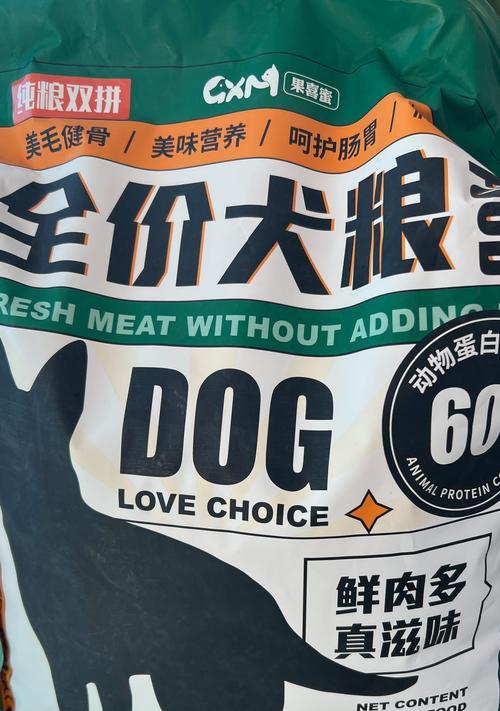 纯粮双拼
CXM 果喜蜜
美毛健骨 / 美味营养 / 呵护肠胃 /
全价犬粮
RESH MEAT WITHOUT ADDING
DOG
LOVE CHOICE
动物蛋白
60
ANIMAL PROTEIN C
鲜肉多
真滋味
NET CONTENT
FOOD